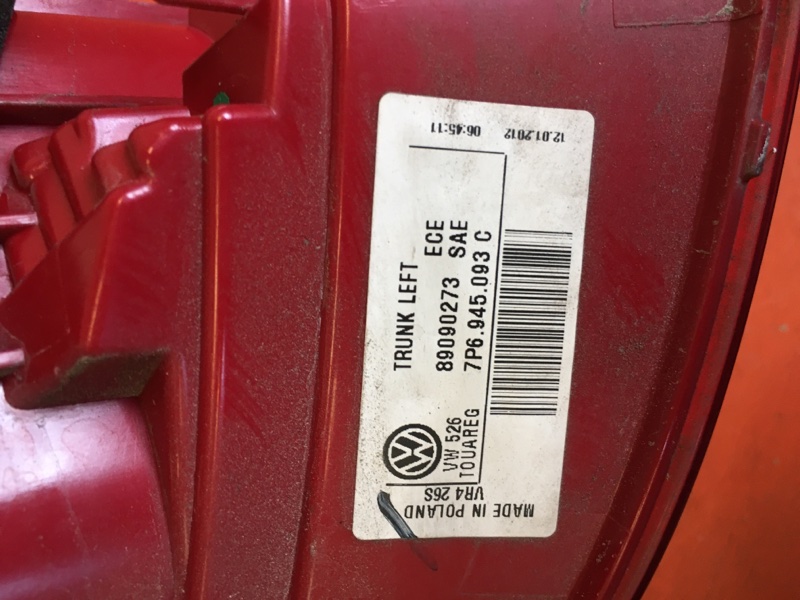 TRUNK LEFT ECE
89090273 SAE
7P6.945.093 C
VW 526
TOUAREG
12.01.2012 06:45:11
MADE IN POLAND
VR4 26S